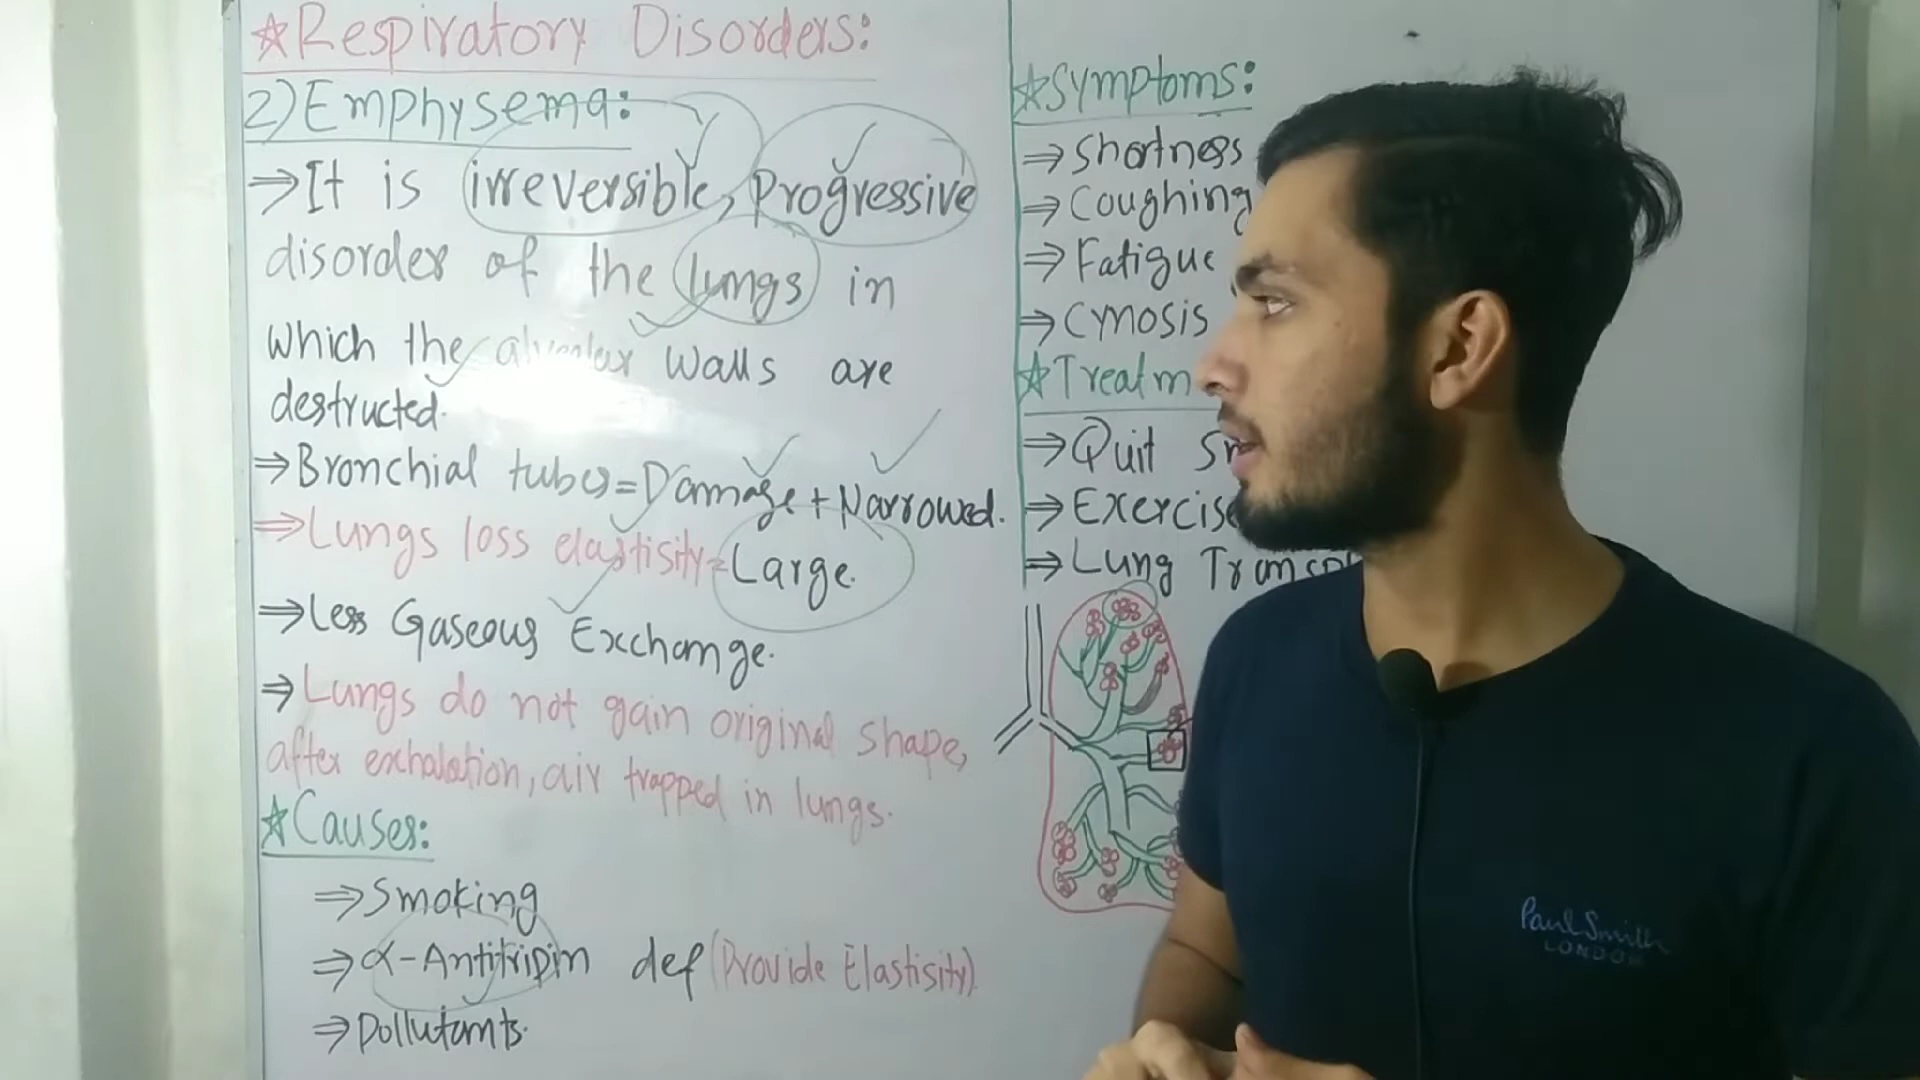 ☆Respiratory Disorders:
2) Emphysema:
⇒It is irreversible, Progressive
disorder of the lungs in
which the alveolar walls are
destructed.
⇒Bronchial tubes=Damage+Narrowed.
⇒Lungs loss elastisity=Large.
⇒Less Gaseous Exchange.
⇒Lungs do not gain original shape,
after exhalation, air trapped in lungs.
☆Causes:
⇒Smoking
⇒α-Antitripin def (Provide Elastisity).
⇒Pollutants.
☆Symptoms:
⇒Shortness
⇒Coughing
⇒Fatigue
⇒Cynosis
☆Treatm
⇒Quit Sm
⇒Exercise
⇒Lung Transpl
Paul Smith
LONDON